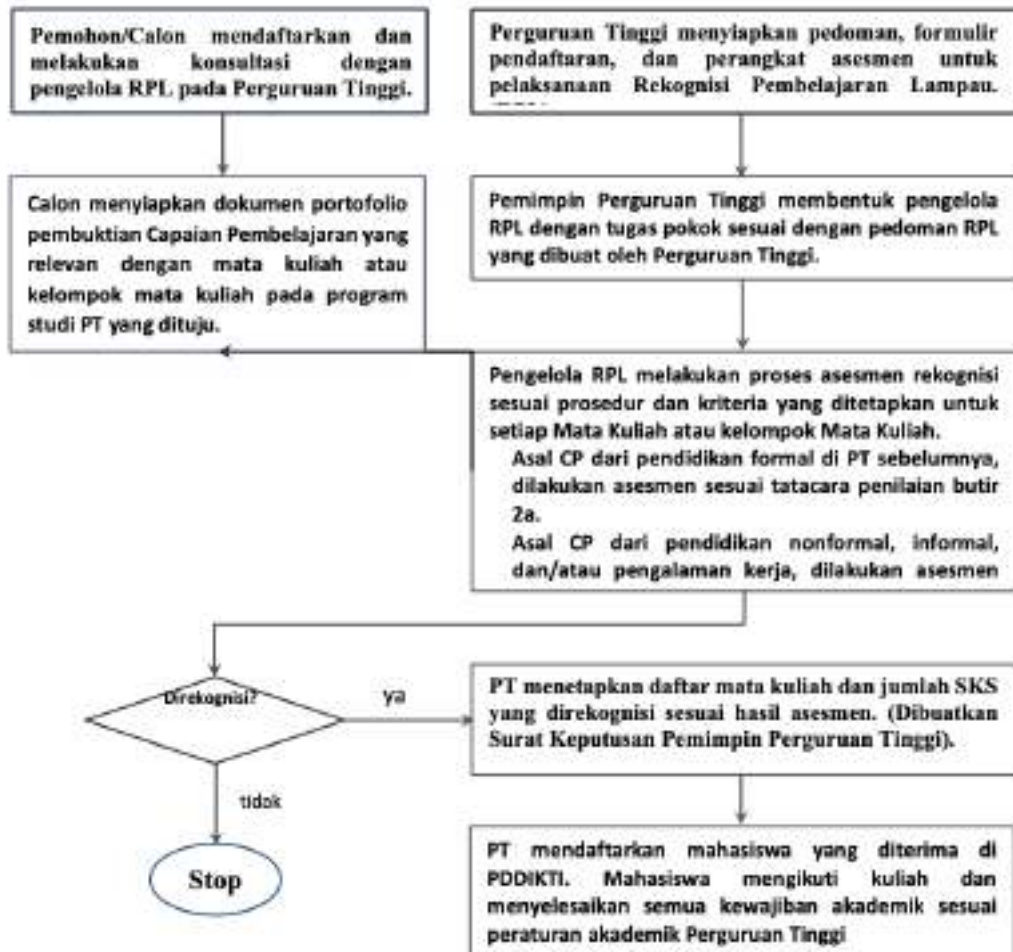 Pemohon/Calon mendaftarkan dan
melakukan konsultasi dengan
pengelola RPL pada Perguruan Tinggi.
Perguruan Tinggi menyiapkan pedoman, formulir
pendaftaran, dan perangkat asesmen untuk
pelaksanaan Rekognisi Pembelajaran Lampau.
Calon menyiapkan dokumen portofolio
pembuktian Capaian Pembelajaran yang
relevan dengan mata kuliah atau
kelompok mata kuliah pada program
studi PT yang dituju.
Pemimpin Perguruan Tinggi membentuk pengelola
RPL dengan tugas pokok sesuai dengan pedoman RPL
yang dibuat oleh Perguruan Tinggi.
Pengelola RPL melakukan proses asesmen rekognisi
sesuai prosedur dan kriteria yang ditetapkan untuk
setiap Mata Kuliah atau kelompok Mata Kuliah.
Asal CP dari pendidikan formal di PT sebelumnya,
dilakukan asesmen sesuai tatacara penilaian butir
2a.
Asal CP dari pendidikan nonformal, informal,
dan/atau pengalaman kerja, dilakukan asesmen
Direkognisi?
ya
PT menetapkan daftar mata kuliah dan jumlah SKS
yang direkognisi sesuai hasil asesmen. (Dibuatkan
Surat Keputusan Pemimpin Perguruan Tinggi).
tidak
Stop
PT mendaftarkan mahasiswa yang diterima di
PDDIKTI. Mahasiswa mengikuti kuliah dan
menyelesaikan semua kewajiban akademik sesuai
peraturan akademik Perguruan Tinggi